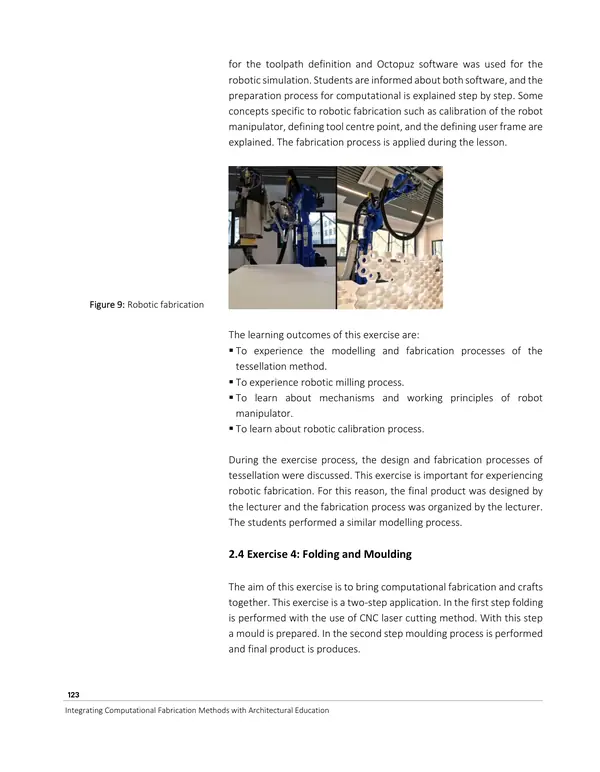 for the toolpath definition and Octopuz software was used for the
robotic simulation. Students are informed about both software, and the
preparation process for computational is explained step by step. Some
concepts specific to robotic fabrication such as calibration of the robot
manipulator, defining tool centre point, and the defining user frame are
explained. The fabrication process is applied during the lesson.
Figure 9: Robotic fabrication
The learning outcomes of this exercise are:
▪ To experience the modelling and fabrication processes of the
tessellation method.
▪ To experience robotic milling process.
▪ To learn about mechanisms and working principles of robot
manipulator.
▪ To learn about robotic calibration process.
During the exercise process, the design and fabrication processes of
tessellation were discussed. This exercise is important for experiencing
robotic fabrication. For this reason, the final product was designed by
the lecturer and the fabrication process was organized by the lecturer.
The students performed a similar modelling process.
2.4 Exercise 4: Folding and Moulding
The aim of this exercise is to bring computational fabrication and crafts
together. This exercise is a two-step application. In the first step folding
is performed with the use of CNC laser cutting method. With this step
a mould is prepared. In the second step moulding process is performed
and final product is produces.
123
Integrating Computational Fabrication Methods with Architectural Education